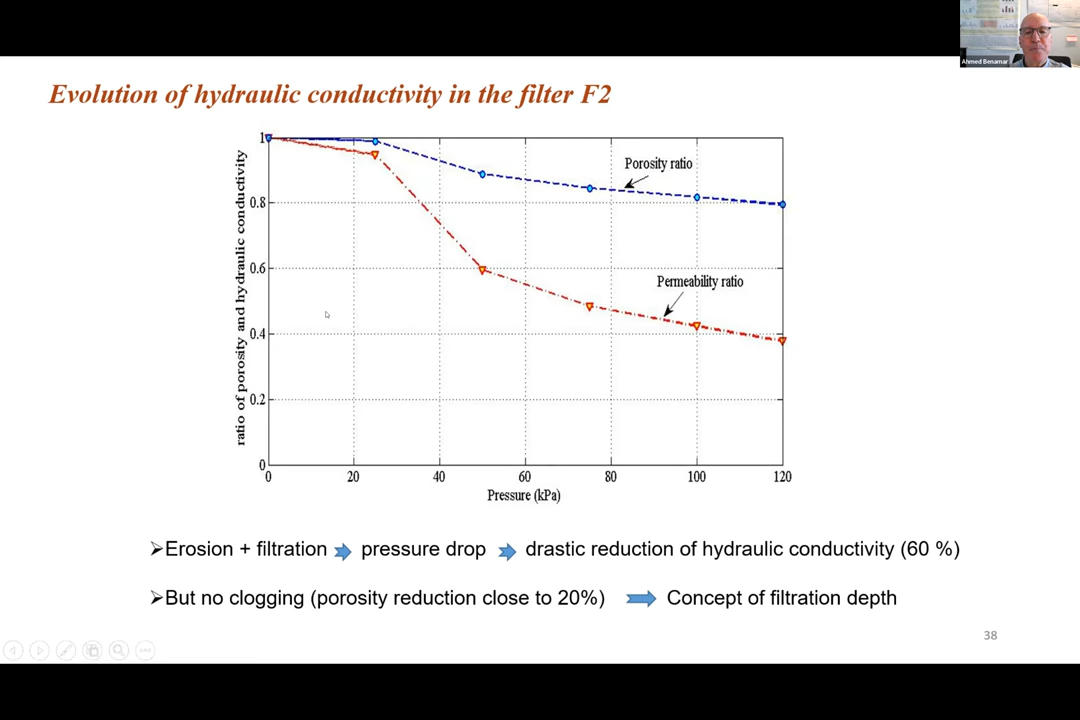 Ahmed Benamar
Evolution of hydraulic conductivity in the filter F2
ratio of porosity and hydraulic conductivity
1
0.8
0.6
0.4
0.2
0
Porosity ratio
Permeability ratio
0 20 40 60 80 100 120
Pressure (kPa)
➢Erosion + filtration pressure drop drastic reduction of hydraulic conductivity (60 %)
➢But no clogging (porosity reduction close to 20%) Concept of filtration depth
38